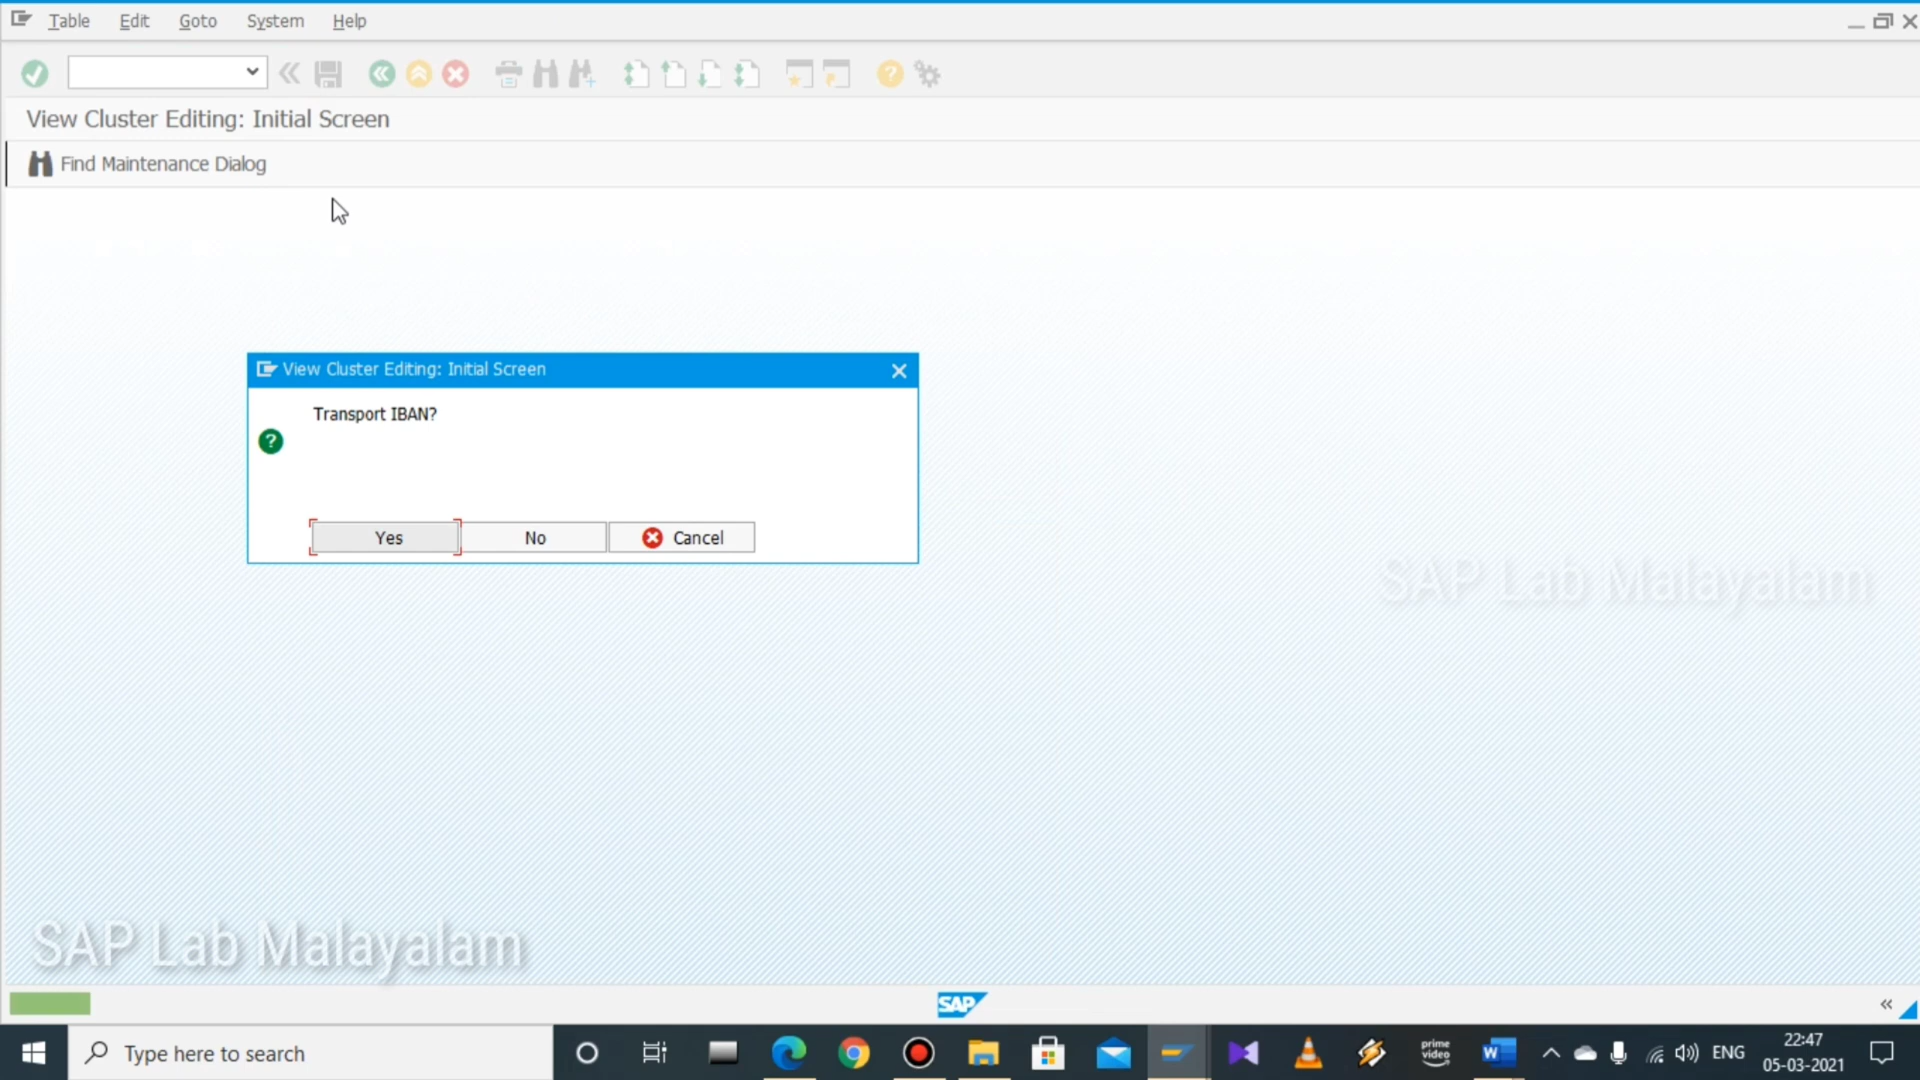 Table Edit Goto System Help
View Cluster Editing: Initial Screen
Find Maintenance Dialog
View Cluster Editing: Initial Screen
Transport IBAN?
Yes No Cancel
SAP Lab Malayalam
SAP Lab Malayalam
SAP
Type here to search
prime video
W
ENG
22:47
05-03-2021